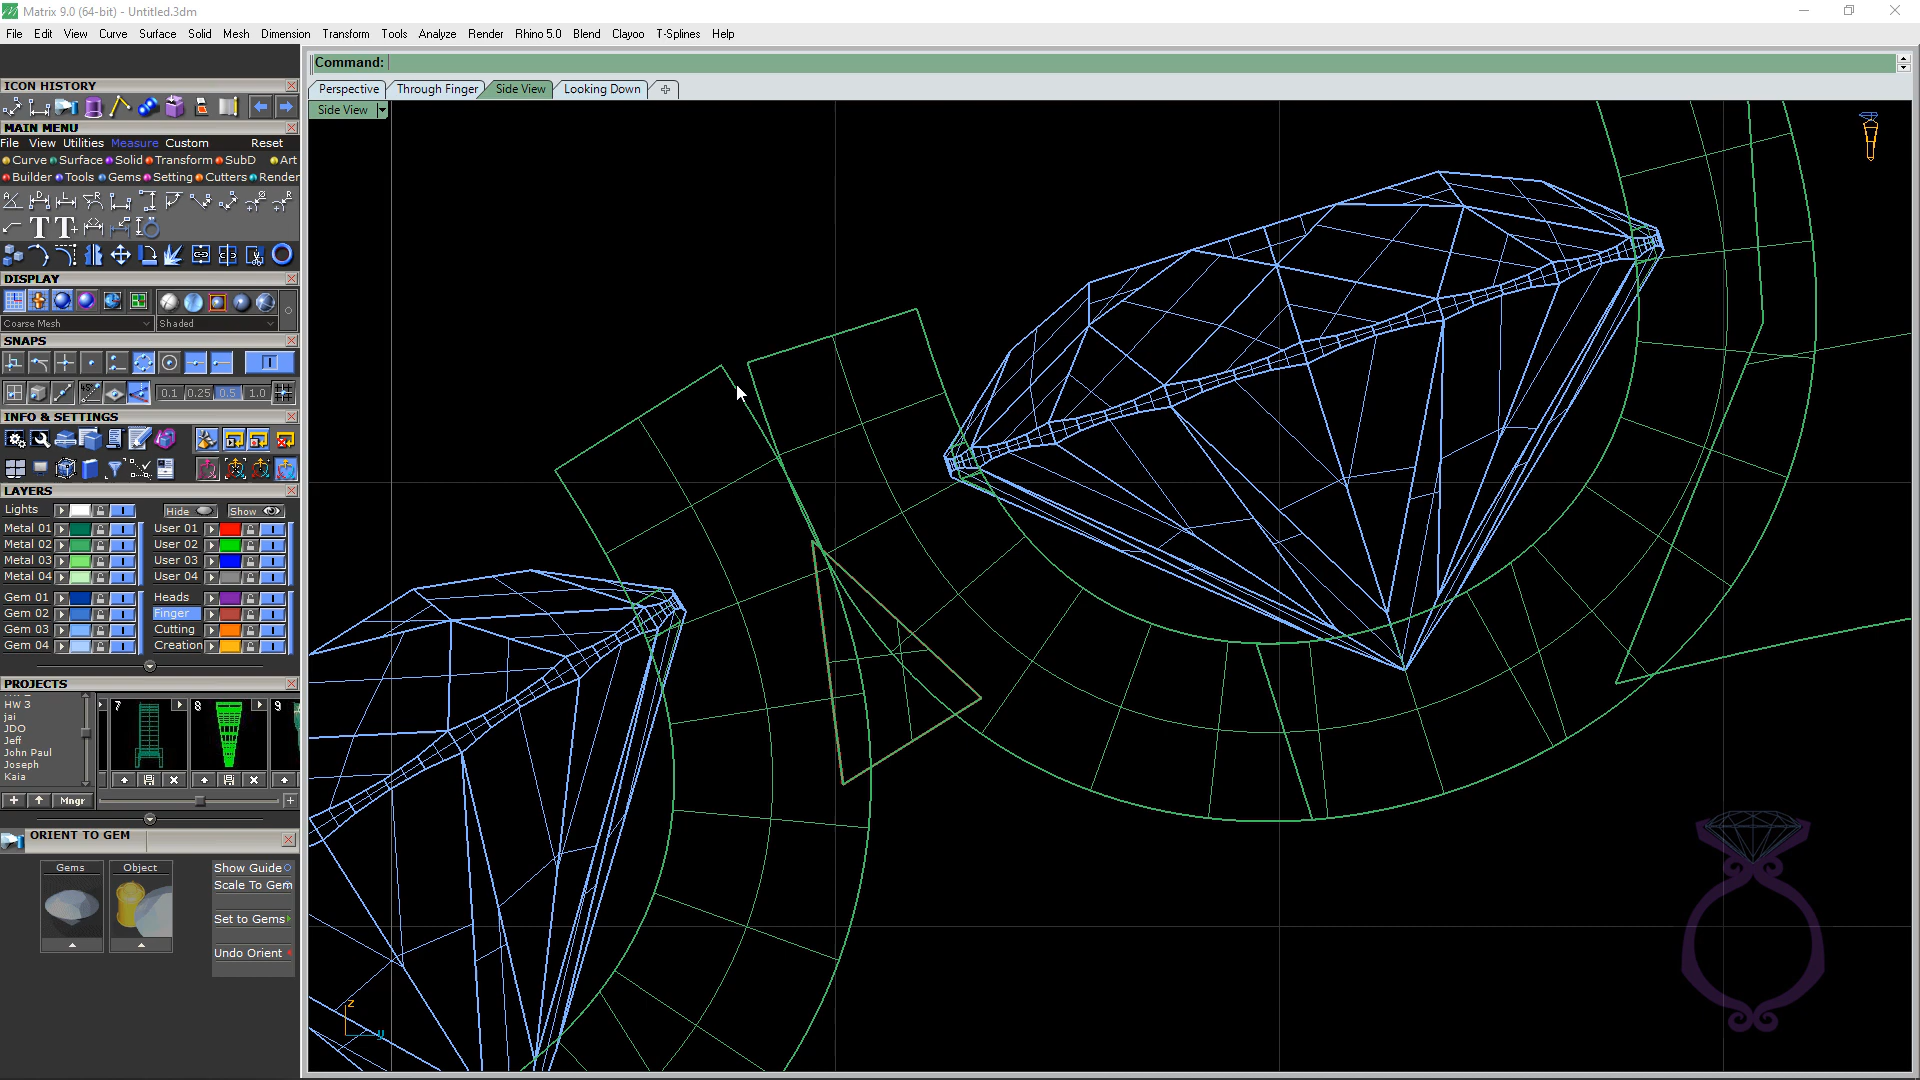 Matrix 9.0 (64-bit) - Untitled.3dm
File Edit View Curve Surface Solid Mesh Dimension Transform Tools Analyze Render Rhino 5.0 Blend Clayoo T-Splines Help
Command:
Perspective Through Finger Side View Looking Down
Side View
ICON HISTORY
MAIN MENU
File View Utilities Measure Custom Reset
Curve Surface Solid Transform SubD Art
Builder Tools Gems Setting Cutters Render
DISPLAY
Coarse Mesh Shaded
SNAPS
0.1 0.25 0.5 1.0
INFO & SETTINGS
LAYERS
Lights Hide Show
Metal 01 User 01
Metal 02 User 02
Metal 03 User 03
Metal 04 User 04
Gem 01 Heads
Gem 02 Finger
Gem 03 Cutting
Gem 04 Creation
PROJECTS
HW 3
jai
JDO
Jeff
John Paul
Joseph
Kaia
7 8 9
Mngr
ORIENT TO GEM
Gems Object
Show Guide
Scale To Gem
Set to Gems
Undo Orient
z
y